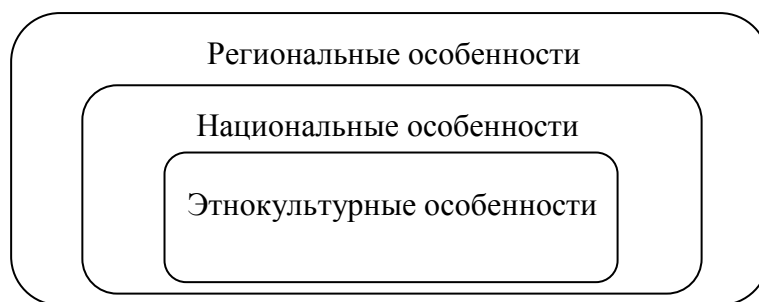 Региональные особенности
Национальные особенности
Этнокультурные особенности